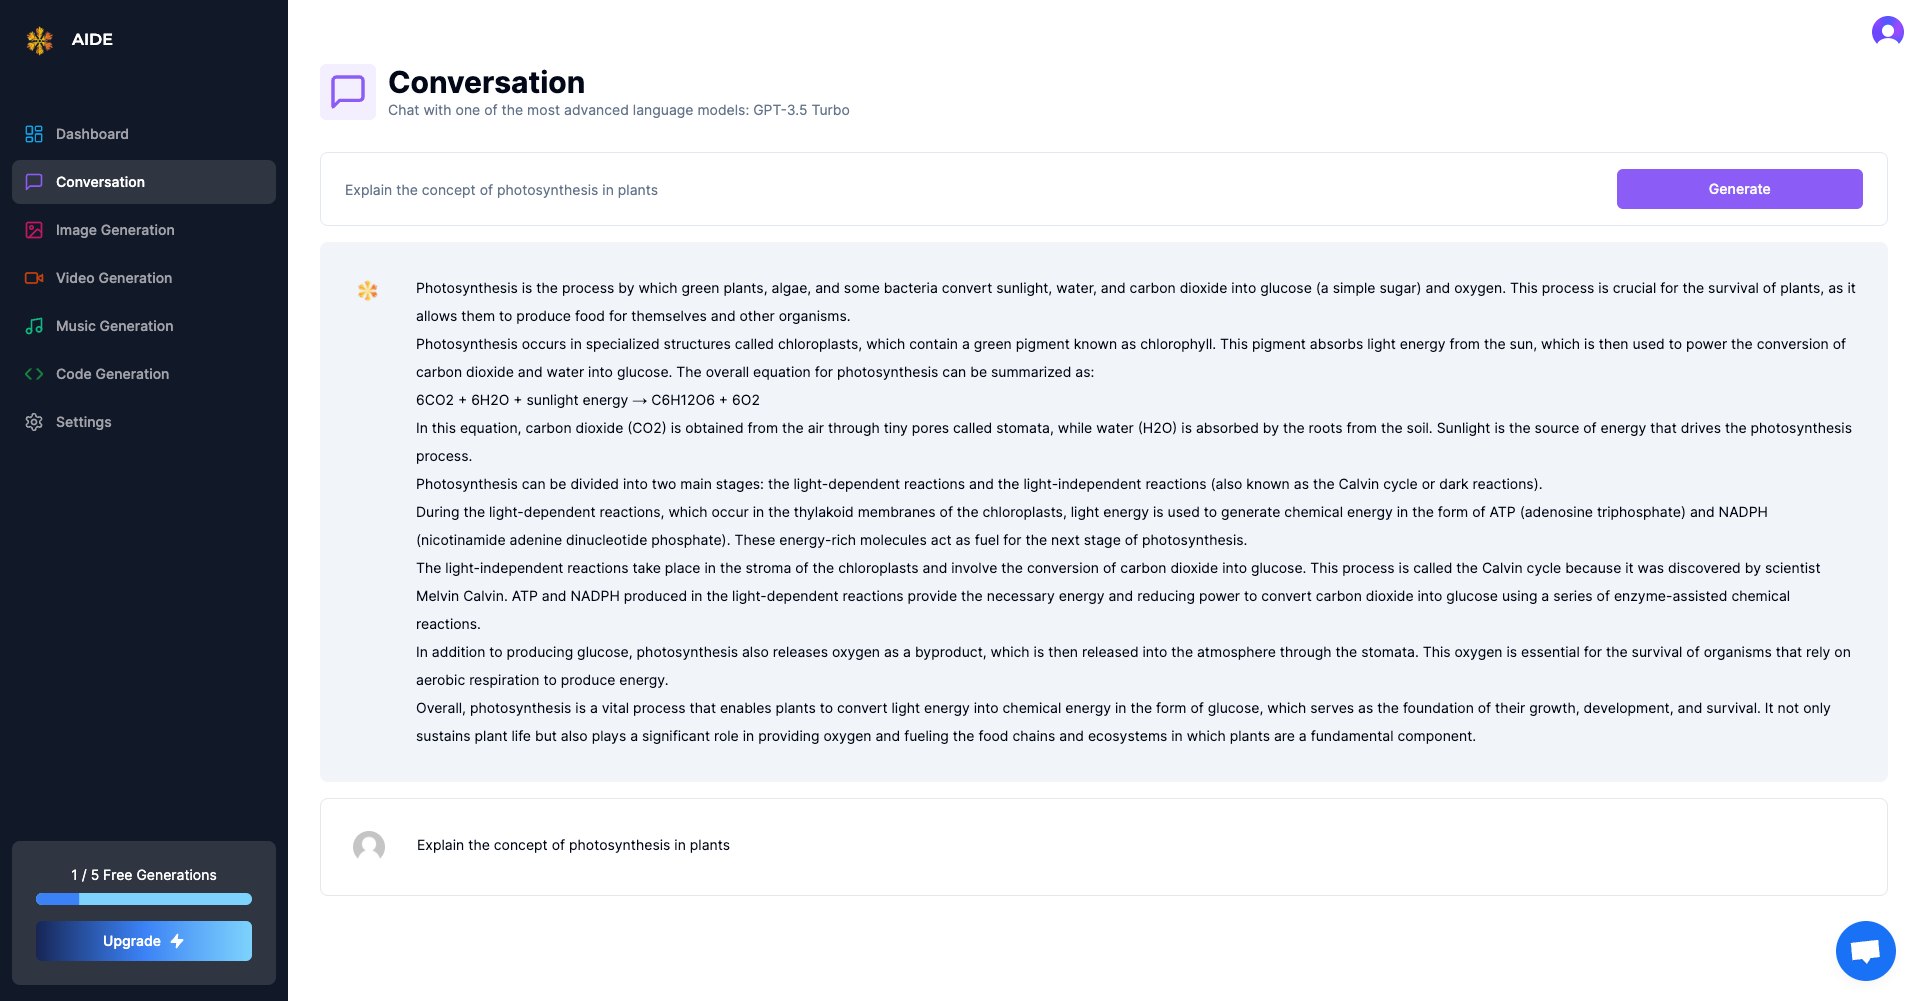 AIDE
Dashboard
Conversation
Image Generation
Video Generation
Music Generation
Code Generation
Settings
1 / 5 Free Generations
Upgrade
Conversation
Chat with one of the most advanced language models: GPT-3.5 Turbo
Explain the concept of photosynthesis in plants
Generate
Photosynthesis is the process by which green plants, algae, and some bacteria convert sunlight, water, and carbon dioxide into glucose (a simple sugar) and oxygen. This process is crucial for the survival of plants, as it
allows them to produce food for themselves and other organisms.
Photosynthesis occurs in specialized structures called chloroplasts, which contain a green pigment known as chlorophyll. This pigment absorbs light energy from the sun, which is then used to power the conversion of
carbon dioxide and water into glucose. The overall equation for photosynthesis can be summarized as:
6CO2 + 6H2O + sunlight energy → C6H12O6 + 6O2
In this equation, carbon dioxide (CO2) is obtained from the air through tiny pores called stomata, while water (H2O) is absorbed by the roots from the soil. Sunlight is the source of energy that drives the photosynthesis
process.
Photosynthesis can be divided into two main stages: the light-dependent reactions and the light-independent reactions (also known as the Calvin cycle or dark reactions).
During the light-dependent reactions, which occur in the thylakoid membranes of the chloroplasts, light energy is used to generate chemical energy in the form of ATP (adenosine triphosphate) and NADPH
(nicotinamide adenine dinucleotide phosphate). These energy-rich molecules act as fuel for the next stage of photosynthesis.
The light-independent reactions take place in the stroma of the chloroplasts and involve the conversion of carbon dioxide into glucose. This process is called the Calvin cycle because it was discovered by scientist
Melvin Calvin. ATP and NADPH produced in the light-dependent reactions provide the necessary energy and reducing power to convert carbon dioxide into glucose using a series of enzyme-assisted chemical
reactions.
In addition to producing glucose, photosynthesis also releases oxygen as a byproduct, which is then released into the atmosphere through the stomata. This oxygen is essential for the survival of organisms that rely on
aerobic respiration to produce energy.
Overall, photosynthesis is a vital process that enables plants to convert light energy into chemical energy in the form of glucose, which serves as the foundation of their growth, development, and survival. It not only
sustains plant life but also plays a significant role in providing oxygen and fueling the food chains and ecosystems in which plants are a fundamental component.
Explain the concept of photosynthesis in plants